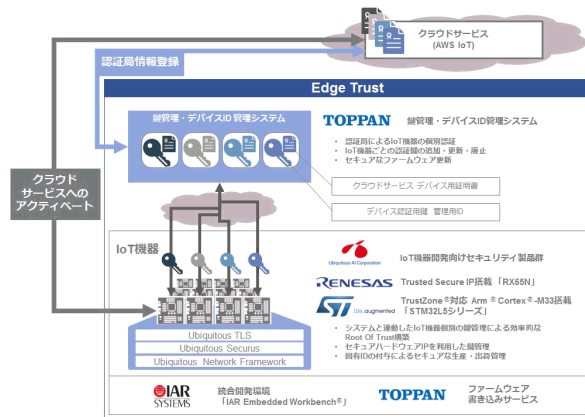 クラウドサービス
(AWS IoT)
認証局情報登録
Edge Trust
鍵管理・デバイスID 管理システム
TOPPAN 鍵管理・デバイスID管理システム
・ 認証局によるIoT機器の個別認証
・ IoT機器ごとの認証鍵の追加・更新・廃止
・ セキュアなファームウェア更新
クラウドサービス デバイス用証明書
デバイス認証用鍵 管理用ID
クラウド
サービスへの
アクティベート
IoT機器
Ubiquitous AI Corporation
IoT機器開発向けセキュリティ製品群
RENESAS Trusted Secure IP搭載 「RX65N」
ST life.augmented
TrustZone®対応 Arm® Cortex®-M33搭載
「STM32L5シリーズ」
・ システムと連動したIoT機器個別の鍵管理による効率的な
Root Of Trust構築
・ セキュアハードウェアIPを利用した鍵管理
・ 固有IDの付与によるセキュアな生産・出荷管理
Ubiquitous TLS
Ubiquitous Securus
Ubiquitous Network Framework
IAR
SYSTEMS
統合開発環境
「IAR Embedded Workbench®」
TOPPAN
ファームウェア
書き込みサービス